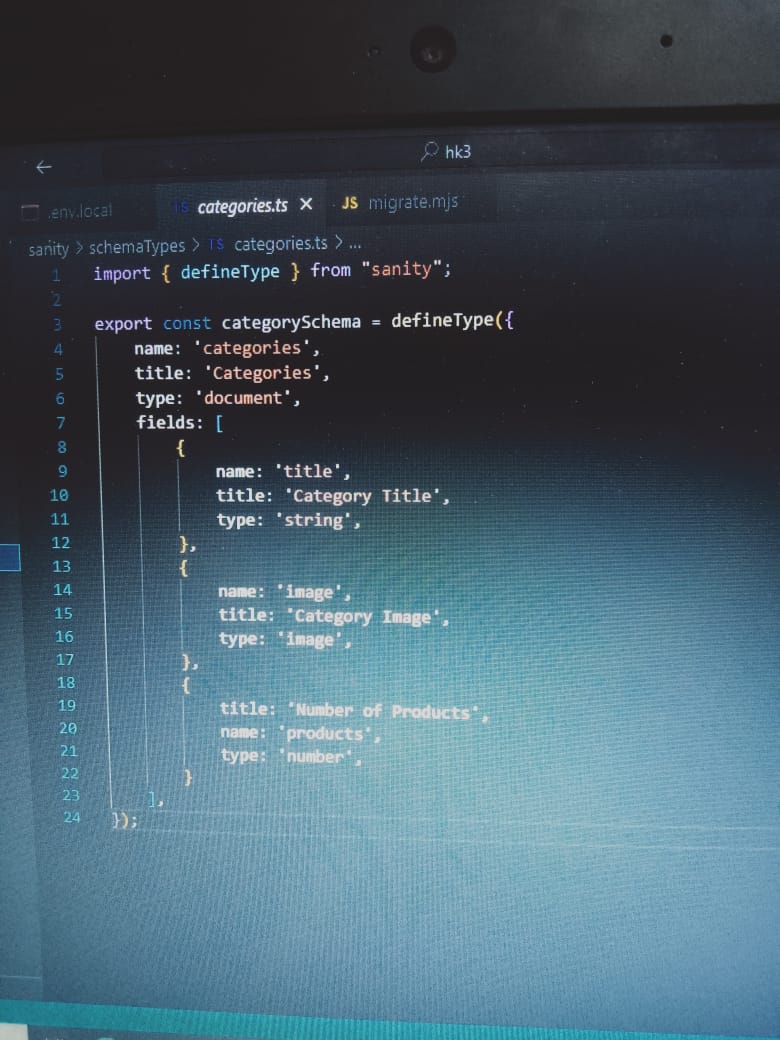 hk3
.env.local
TS categories.ts
JS migrate.mjs
sanity > schemaTypes > TS categories.ts > ...
1 import { defineType } from "sanity";
2
3 export const categorySchema = defineType({
4 name: 'categories',
5 title: 'Categories',
6 type: 'document',
7 fields: [
8 {
9 name: 'title',
10 title: 'Category Title',
11 type: 'string',
12 },
13 {
14 name: 'image',
15 title: 'Category Image',
16 type: 'image',
17 },
18 {
19 title: 'Number of Products',
20 name: 'products',
21 type: 'number',
22 }
23 ],
24 });